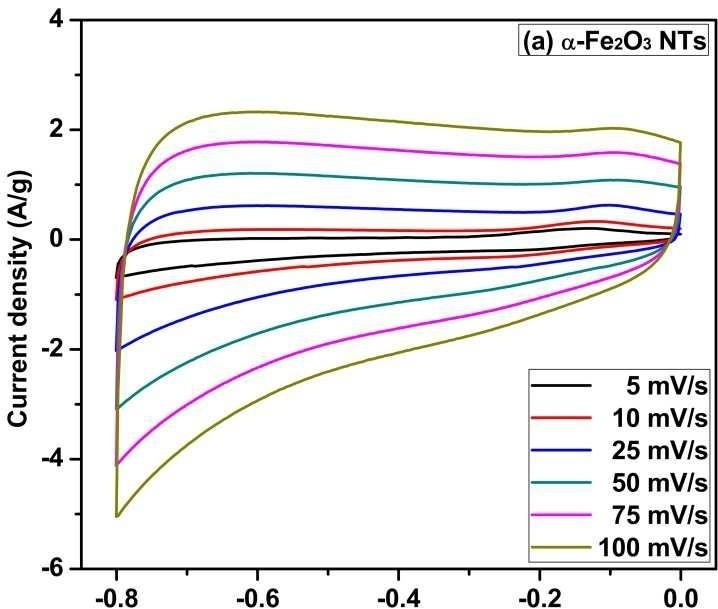 (a) α-Fe₂O₃ NTs
Current density (A/g)
4
2
0
-2
-4
-6
5 mV/s
10 mV/s
25 mV/s
50 mV/s
75 mV/s
100 mV/s
-0.8 -0.6 -0.4 -0.2 0.0